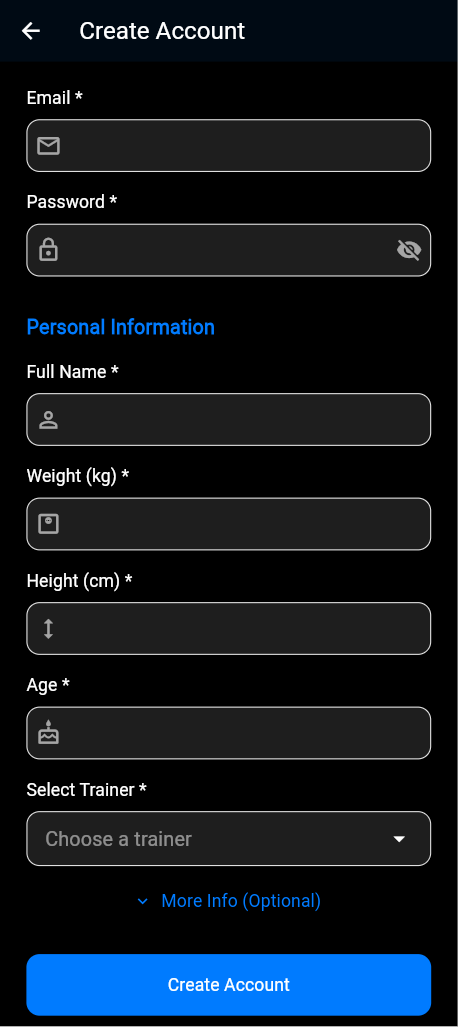 Create Account
Email *
Password *
Personal Information
Full Name *
Weight (kg) *
Height (cm) *
Age *
Select Trainer *
Choose a trainer
More Info (Optional)
Create Account